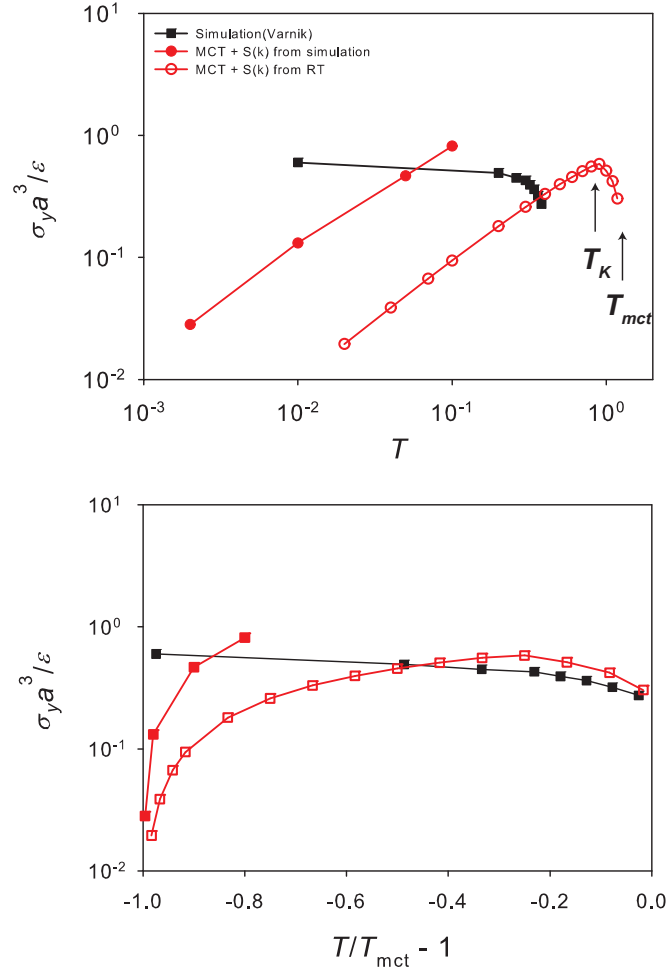 σ_y a^3/ε
10^1
10^0
10^-1
10^-2
Simulation(Varnik)
MCT + S(k) from simulation
MCT + S(k) from RT
T_K
T_mct
10^-3
10^-2
10^-1
10^0
T
σ_y a^3/ε
10^1
10^0
10^-1
10^-2
-1.0
-0.8
-0.6
-0.4
-0.2
0.0
T/T_mct - 1